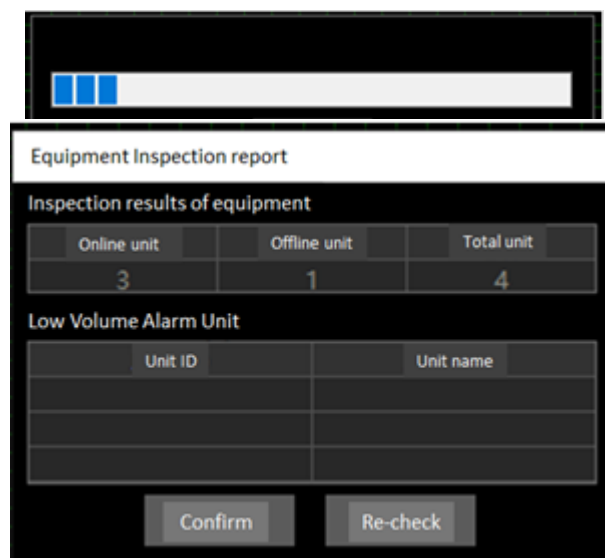 Equipment Inspection report
Inspection results of equipment
Online unit Offline unit Total unit
3 1 4
Low Volume Alarm Unit
Unit ID Unit name
Confirm Re-check